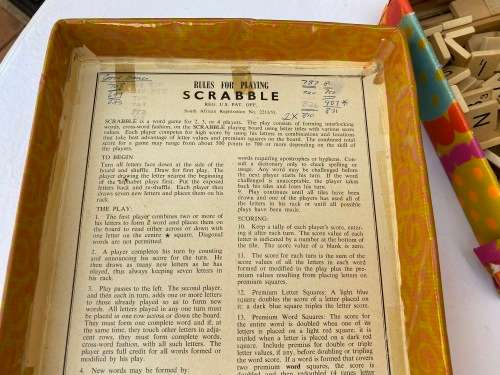 RULES FOR PLAYING
SCRABBLE
REG. U.S. PAT. OFF.
South African Registration No. 2214/51
2X
SCRABBLE is a word game for 2, 3, or 4 players. The play consists of forming interlocking
words, cross-word fashion, on the SCRABBLE playing board using letter tiles with various score
values. Each player competes for high score by using his letters in combinations and locations
that take best advantage of letter values and premium squares on the board. The combined total
score for a game may range from about 500 points to 700 or more depending on the skill of
the players.
TO BEGIN
Turn all letters face down at the side of the
board and shuffle. Draw for first play. The
player drawing the letter nearest the beginning
of the alphabet plays first. Put the exposed
letters back and re-shuffle. Each player then
draws seven new letters and places them on his
rack.
THE PLAY:
1. The first player combines two or more of
his letters to form a word and places them on
the board to read either across or down with
one letter on the centre ★ square. Diagonal
words are not permitted.
2. A player completes his turn by counting
and announcing his score for the turn. He
then draws as many new letters as he has
played, thus always keeping seven letters in
his rack.
3. Play passes to the left. The second player,
and then each in turn, adds one or more letters
to those already played so as to form new
words. All letters played in any one turn must
be placed in one row across or down the board.
They must form one complete word and if, at
the same time, they touch other letters in adja-
cent rows, they must form complete words,
cross-word fashion, with all such letters. The
player gets full credit for all words formed or
modified by his play.
4. New words may be formed by:
words requiring apostrophes or hyphens. Con-
sult a dictionary only to check spelling or
usage. Any word may be challenged before
the next player starts his turn. If the word
challenged is unacceptable, the player takes
back his tiles and loses his turn.
9. Play continues until all tiles have been
drawn and one of the players has used all of
the letters in his rack or until all possible
plays have been made.
SCORING:
10. Keep a tally of each player's score, enter-
ing it after each turn. The score value of each
letter is indicated by a number at the bottom of
the tile. The score value of a blank is zero.
11. The score for each turn is the sum of the
score values of all the letters in each word
formed or modified in the play plus the pre-
mium values resulting from placing letters on
premium squares.
12. Premium Letter Squares: A light blue
square doubles the score of a letter placed on
it; a dark blue square triples the letter score.
13. Premium Word Squares: The score for
the entire word is doubled when one of its
letters is placed on a light red square; it is
tripled when a letter is placed on a dark red
square. Include premiums for double or triple
letter values, if any, before doubling or tripling
the word score. If a word is formed that covers
two premium word squares, the score is
doubled and then redoubled (4 times letter